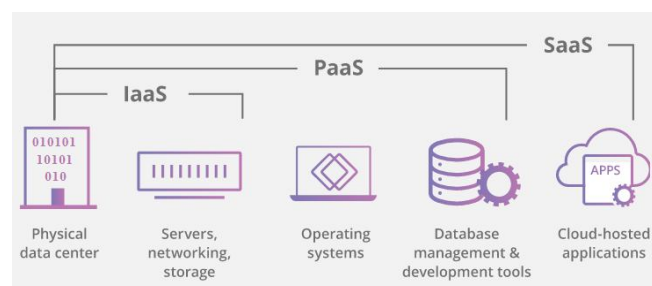 SaaS
PaaS
IaaS
010101
10101
010
APPS
Physical
data center
Servers,
networking,
storage
Operating
systems
Database
management &
development tools
Cloud-hosted
applications